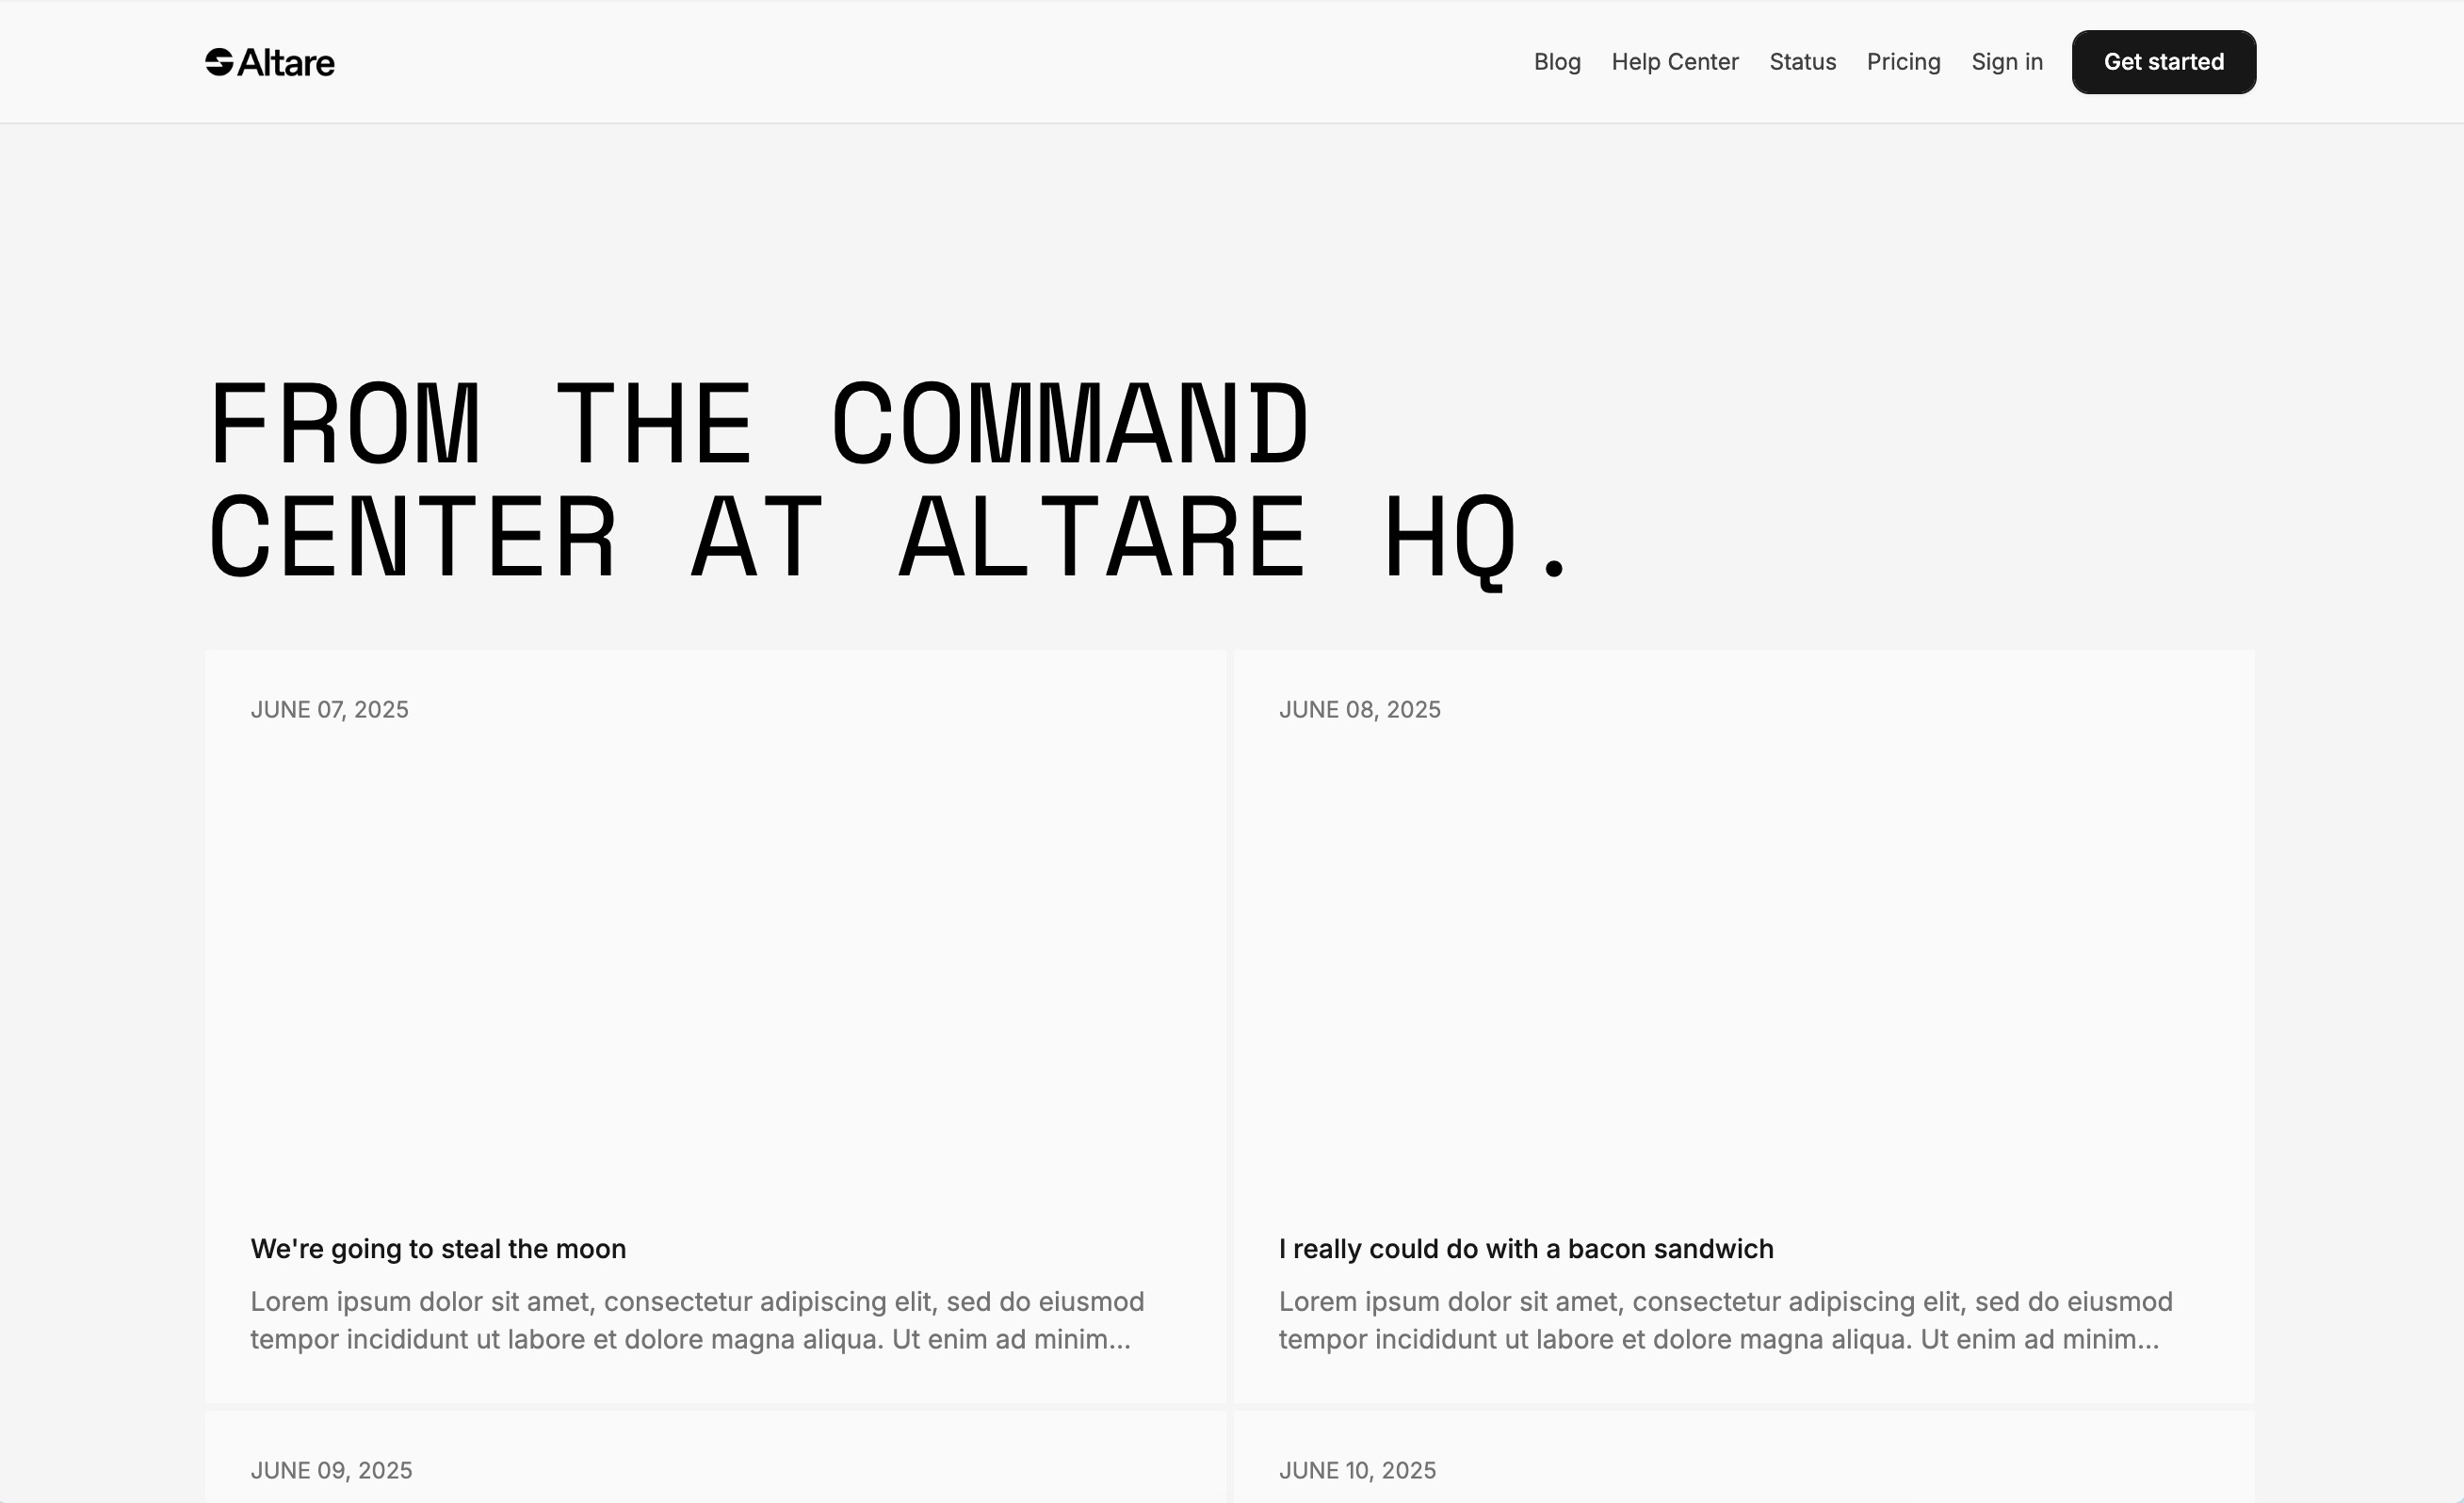 Altare
Blog Help Center Status Pricing Sign in Get started
FROM THE COMMAND
CENTER AT ALTARE HQ.
JUNE 07, 2025
We're going to steal the moon
Lorem ipsum dolor sit amet, consectetur adipiscing elit, sed do eiusmod
tempor incididunt ut labore et dolore magna aliqua. Ut enim ad minim...
JUNE 08, 2025
I really could do with a bacon sandwich
Lorem ipsum dolor sit amet, consectetur adipiscing elit, sed do eiusmod
tempor incididunt ut labore et dolore magna aliqua. Ut enim ad minim...
JUNE 09, 2025
JUNE 10, 2025